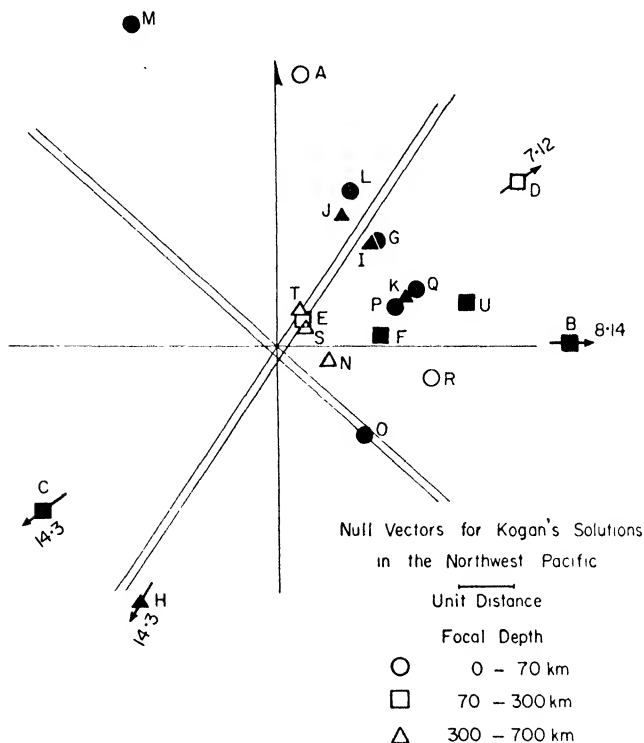 M
A
L
J
7·12
D
G
I
K
Q
T
P
U
E
B
S
F
8·14
N
R
O
C
14·3
H
14·3
Null Vectors for Kogan's Solutions
in the Northwest Pacific
Unit Distance
Focal Depth
0 – 70 km
70 – 300 km
300 – 700 km